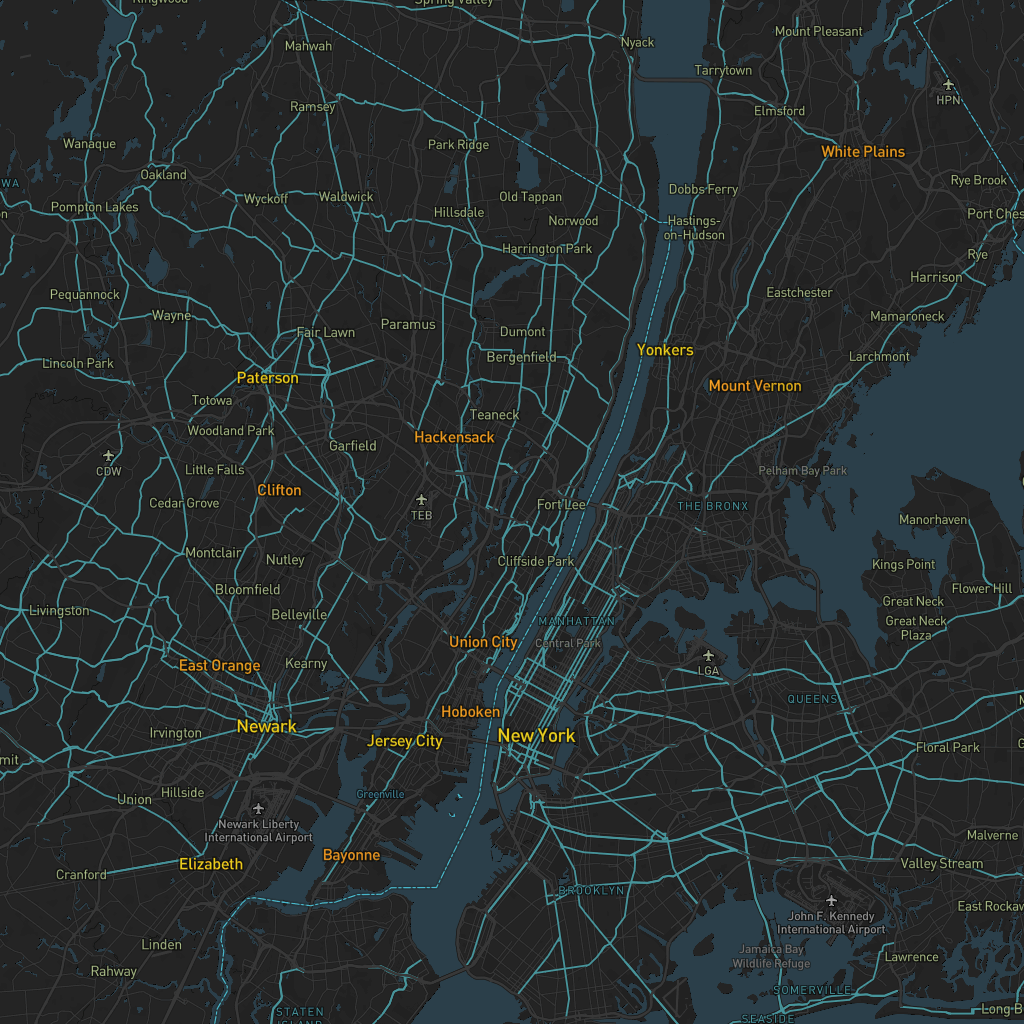 Ringwood
Spring Valley
Mount Pleasant
Nyack
Mahwah
Tarrytown
HPN
Ramsey
Elmsford
Wanaque
Park Ridge
White Plains
Oakland
Rye Brook
Dobbs Ferry
Wyckoff
Waldwick
Old Tappan
Pompton Lakes
Hillsdale
Norwood
Port Ches
Hastings-
on-Hudson
Harrington Park
Rye
Harrison
Pequannock
Eastchester
Wayne
Mamaroneck
Paramus
Fair Lawn
Dumont
Yonkers
Bergenfield
Larchmont
Lincoln Park
Paterson
Mount Vernon
Totowa
Teaneck
Woodland Park
Hackensack
Garfield
CDW
Little Falls
Pelham Bay Park
Clifton
Cedar Grove
TEB
Fort Lee
THE BRONX
Manorhaven
Montclair
Nutley
Cliffside Park
Kings Point
Bloomfield
Flower Hill
Great Neck
Livingston
Belleville
MANHATTAN
Great Neck
Plaza
Union City
Central Park
East Orange
Kearny
LGA
QUEENS
Hoboken
Newark
Irvington
New York
Jersey City
Floral Park
mit
Greenville
Union
Hillside
Newark Liberty
International Airport
Malverne
Bayonne
Elizabeth
Valley Stream
Cranford
BROOKLYN
East Rockaw
John F. Kennedy
International Airport
Linden
Jamaica Bay
Wildlife Refuge
Lawrence
Rahway
SOMERVILLE
STATEN
ISLAND
Long B
SEASIDE